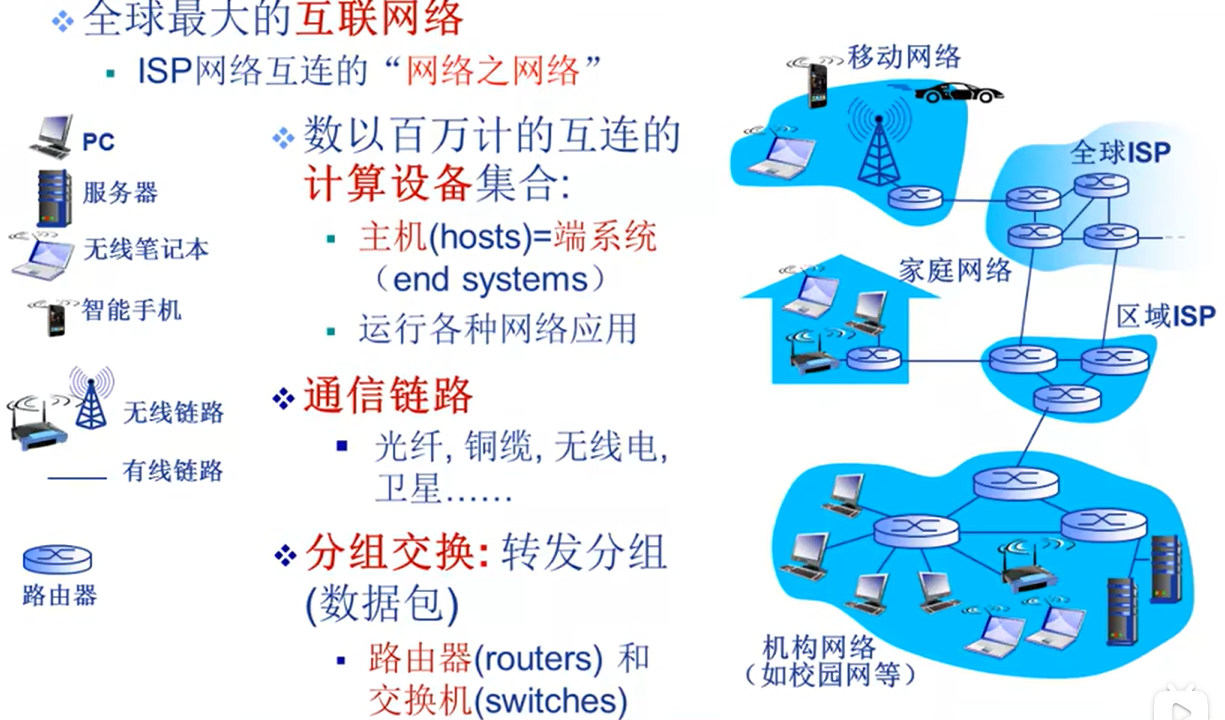 全球最大的互联网络
ISP网络互连的“网络之网络”
PC
服务器
无线笔记本
智能手机
无线链路
有线链路
路由器
数以百万计的互连的
计算设备集合:
主机(hosts)=端系统
（end systems）
运行各种网络应用
通信链路
光纤, 铜缆, 无线电,
卫星……
分组交换: 转发分组
(数据包)
路由器(routers) 和
交换机(switches)
移动网络
全球ISP
家庭网络
区域ISP
机构网络
（如校园网等）